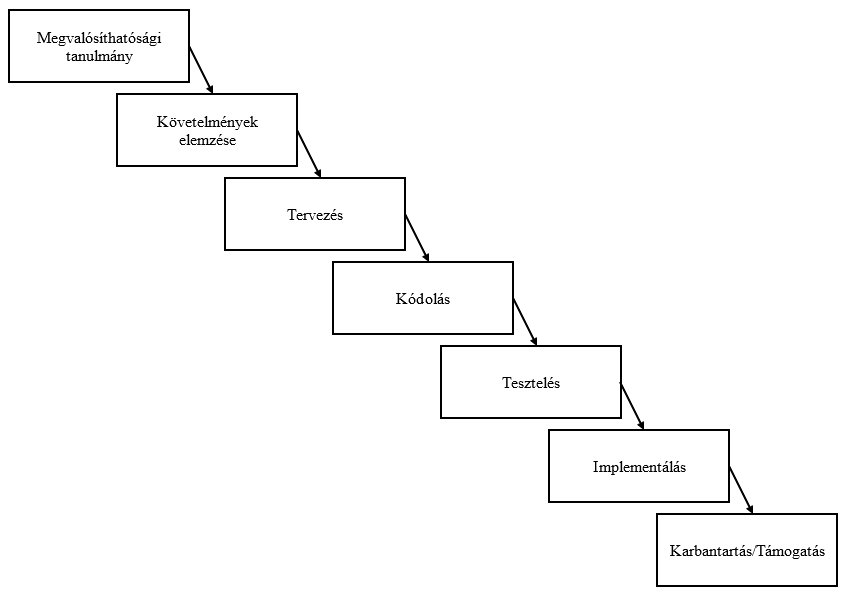 Megvalósíthatósági
tanulmány
Követelmények
elemzése
Tervezés
Kódolás
Tesztelés
Implementálás
Karbantartás/Támogatás